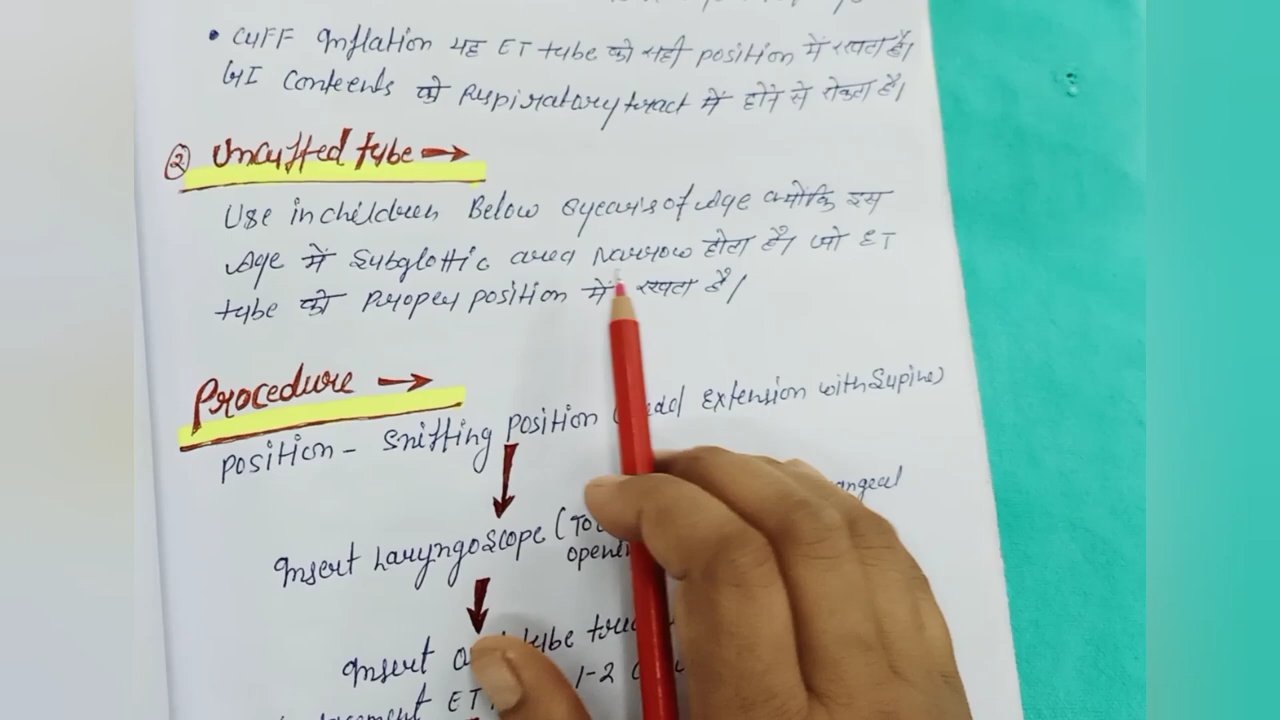 • Cuff Inflation यह ET tube को सही position में रखता है।
GI Contents को Respiratory tract में होने से रोकता है।
② Uncuffed tube →
Use in children Below 8 years of Age क्योंकि इस
Age में Subglottic area Narrow होता है। जो ET
tube को Proper position में रखता है।
Procedure →
Position - Sniffing position extension with Supine)
Insert Laryngoscope (
Insert tube
ET 1-2